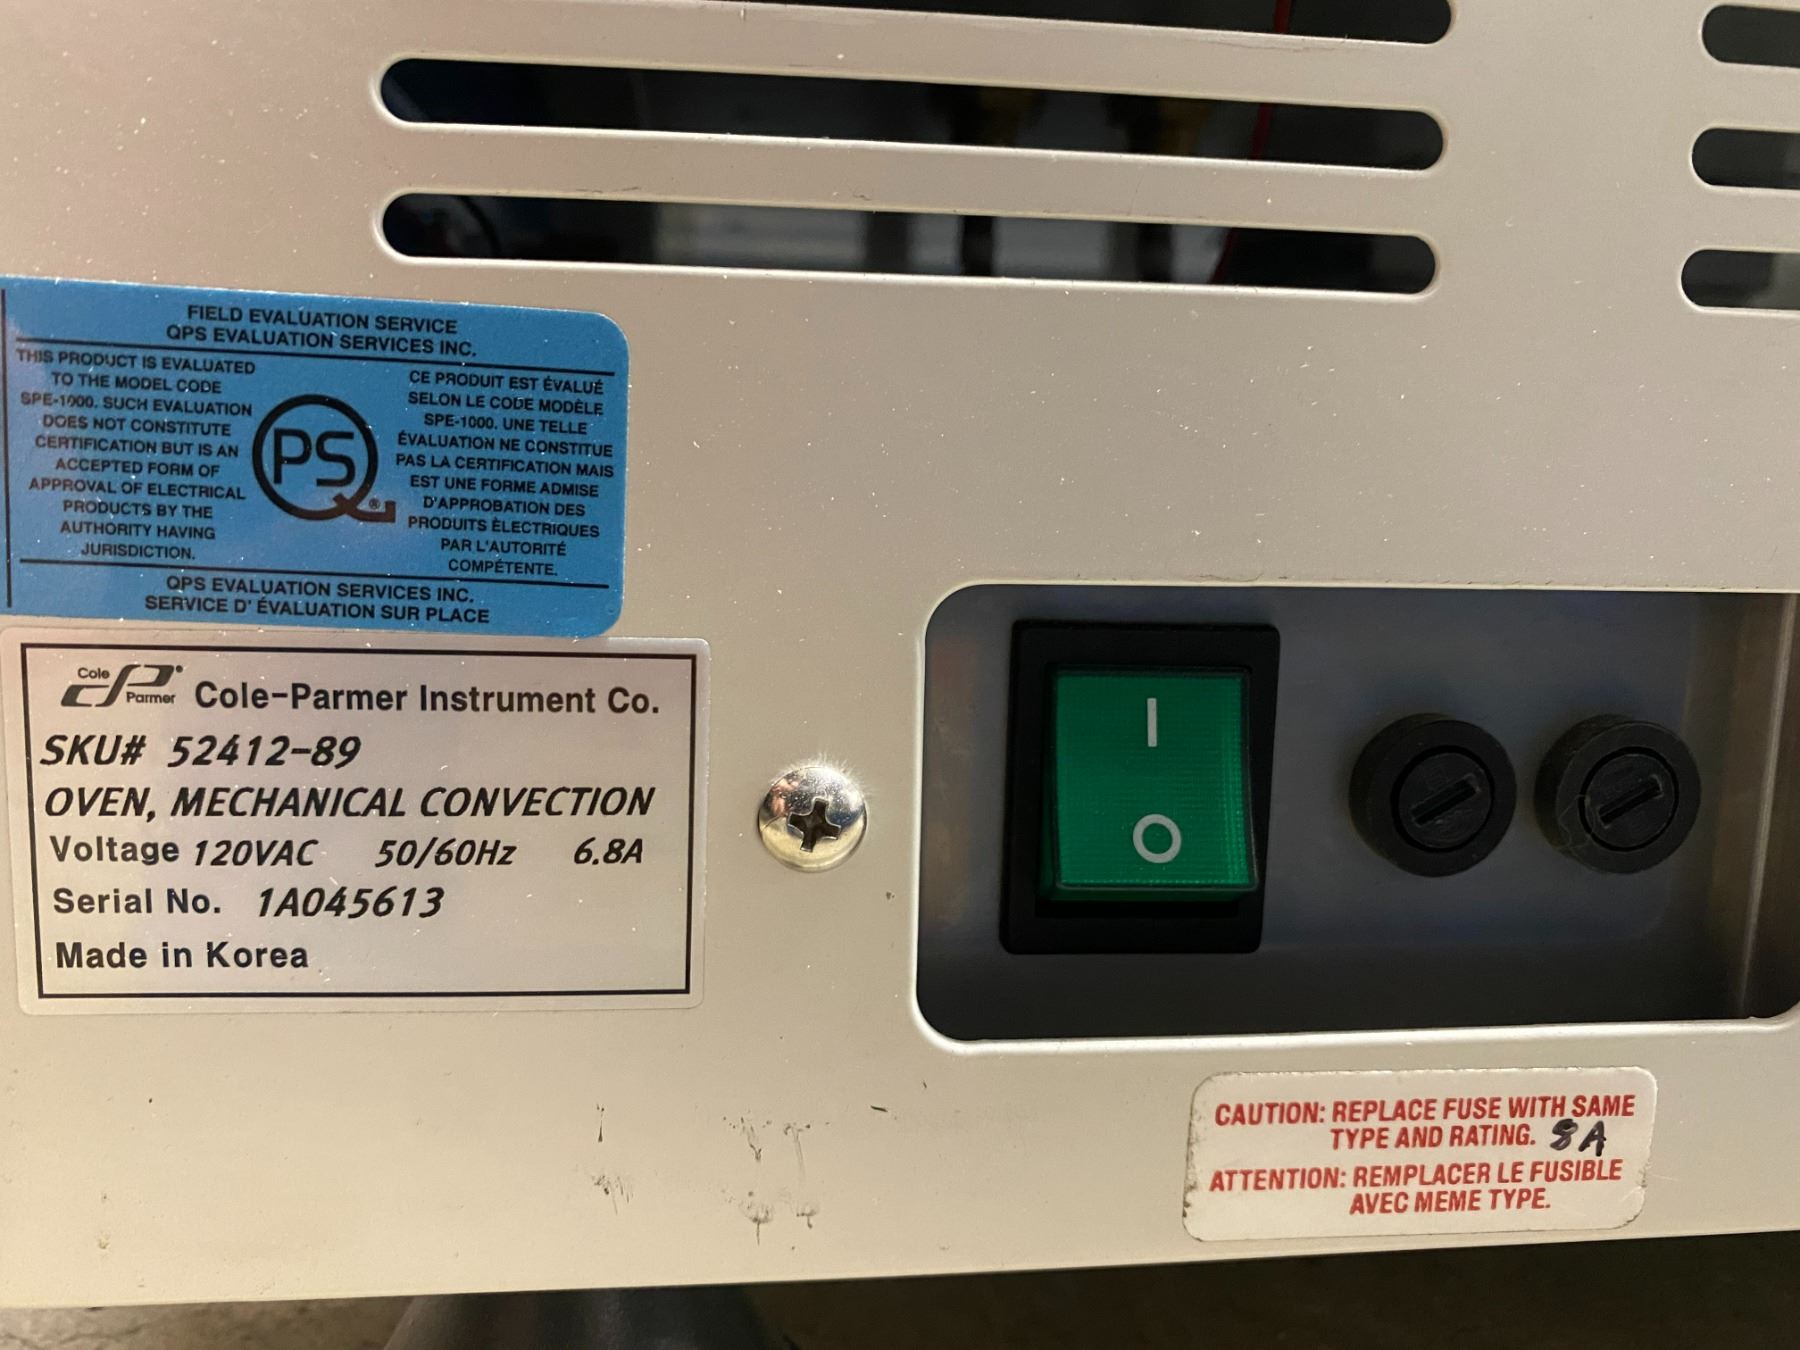 FIELD EVALUATION SERVICE
QPS EVALUATION SERVICES INC.
THIS PRODUCT IS EVALUATED
TO THE MODEL CODE
SPE-1000. SUCH EVALUATION
DOES NOT CONSTITUTE
CERTIFICATION BUT IS AN
ACCEPTED FORM OF
APPROVAL OF ELECTRICAL
PRODUCTS BY THE
AUTHORITY HAVING
JURISDICTION.
PS
®
CE PRODUIT EST ÉVALUÉ
SELON LE CODE MODÈLE
SPE-1000. UNE TELLE
ÉVALUATION NE CONSTITUE
PAS LA CERTIFICATION MAIS
EST UNE FORME ADMISE
D'APPROBATION DES
PRODUITS ÈLECTRIQUES
PAR L'AUTORITÉ
COMPÉTENTE.
QPS EVALUATION SERVICES INC.
SERVICE D' ÉVALUATION SUR PLACE
Cole Parmer Cole-Parmer Instrument Co.
SKU# 52412-89
OVEN, MECHANICAL CONVECTION
Voltage 120VAC 50/60Hz 6.8A
Serial No. 1A045613
Made in Korea
I
O
CAUTION: REPLACE FUSE WITH SAME
TYPE AND RATING. 8A
ATTENTION: REMPLACER LE FUSIBLE
AVEC MEME TYPE.